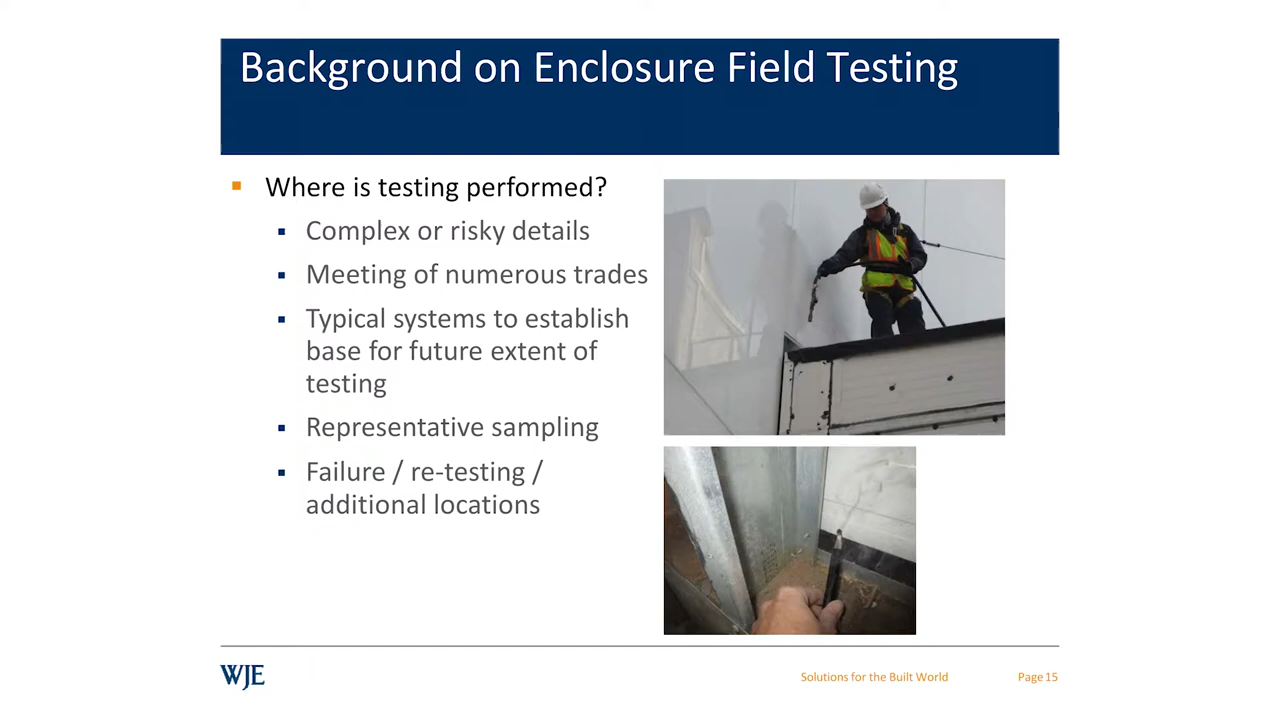 Background on Enclosure Field Testing
Where is testing performed?
Complex or risky details
Meeting of numerous trades
Typical systems to establish
base for future extent of
testing
Representative sampling
Failure / re-testing /
additional locations
WJE
Solutions for the Built World
Page 15